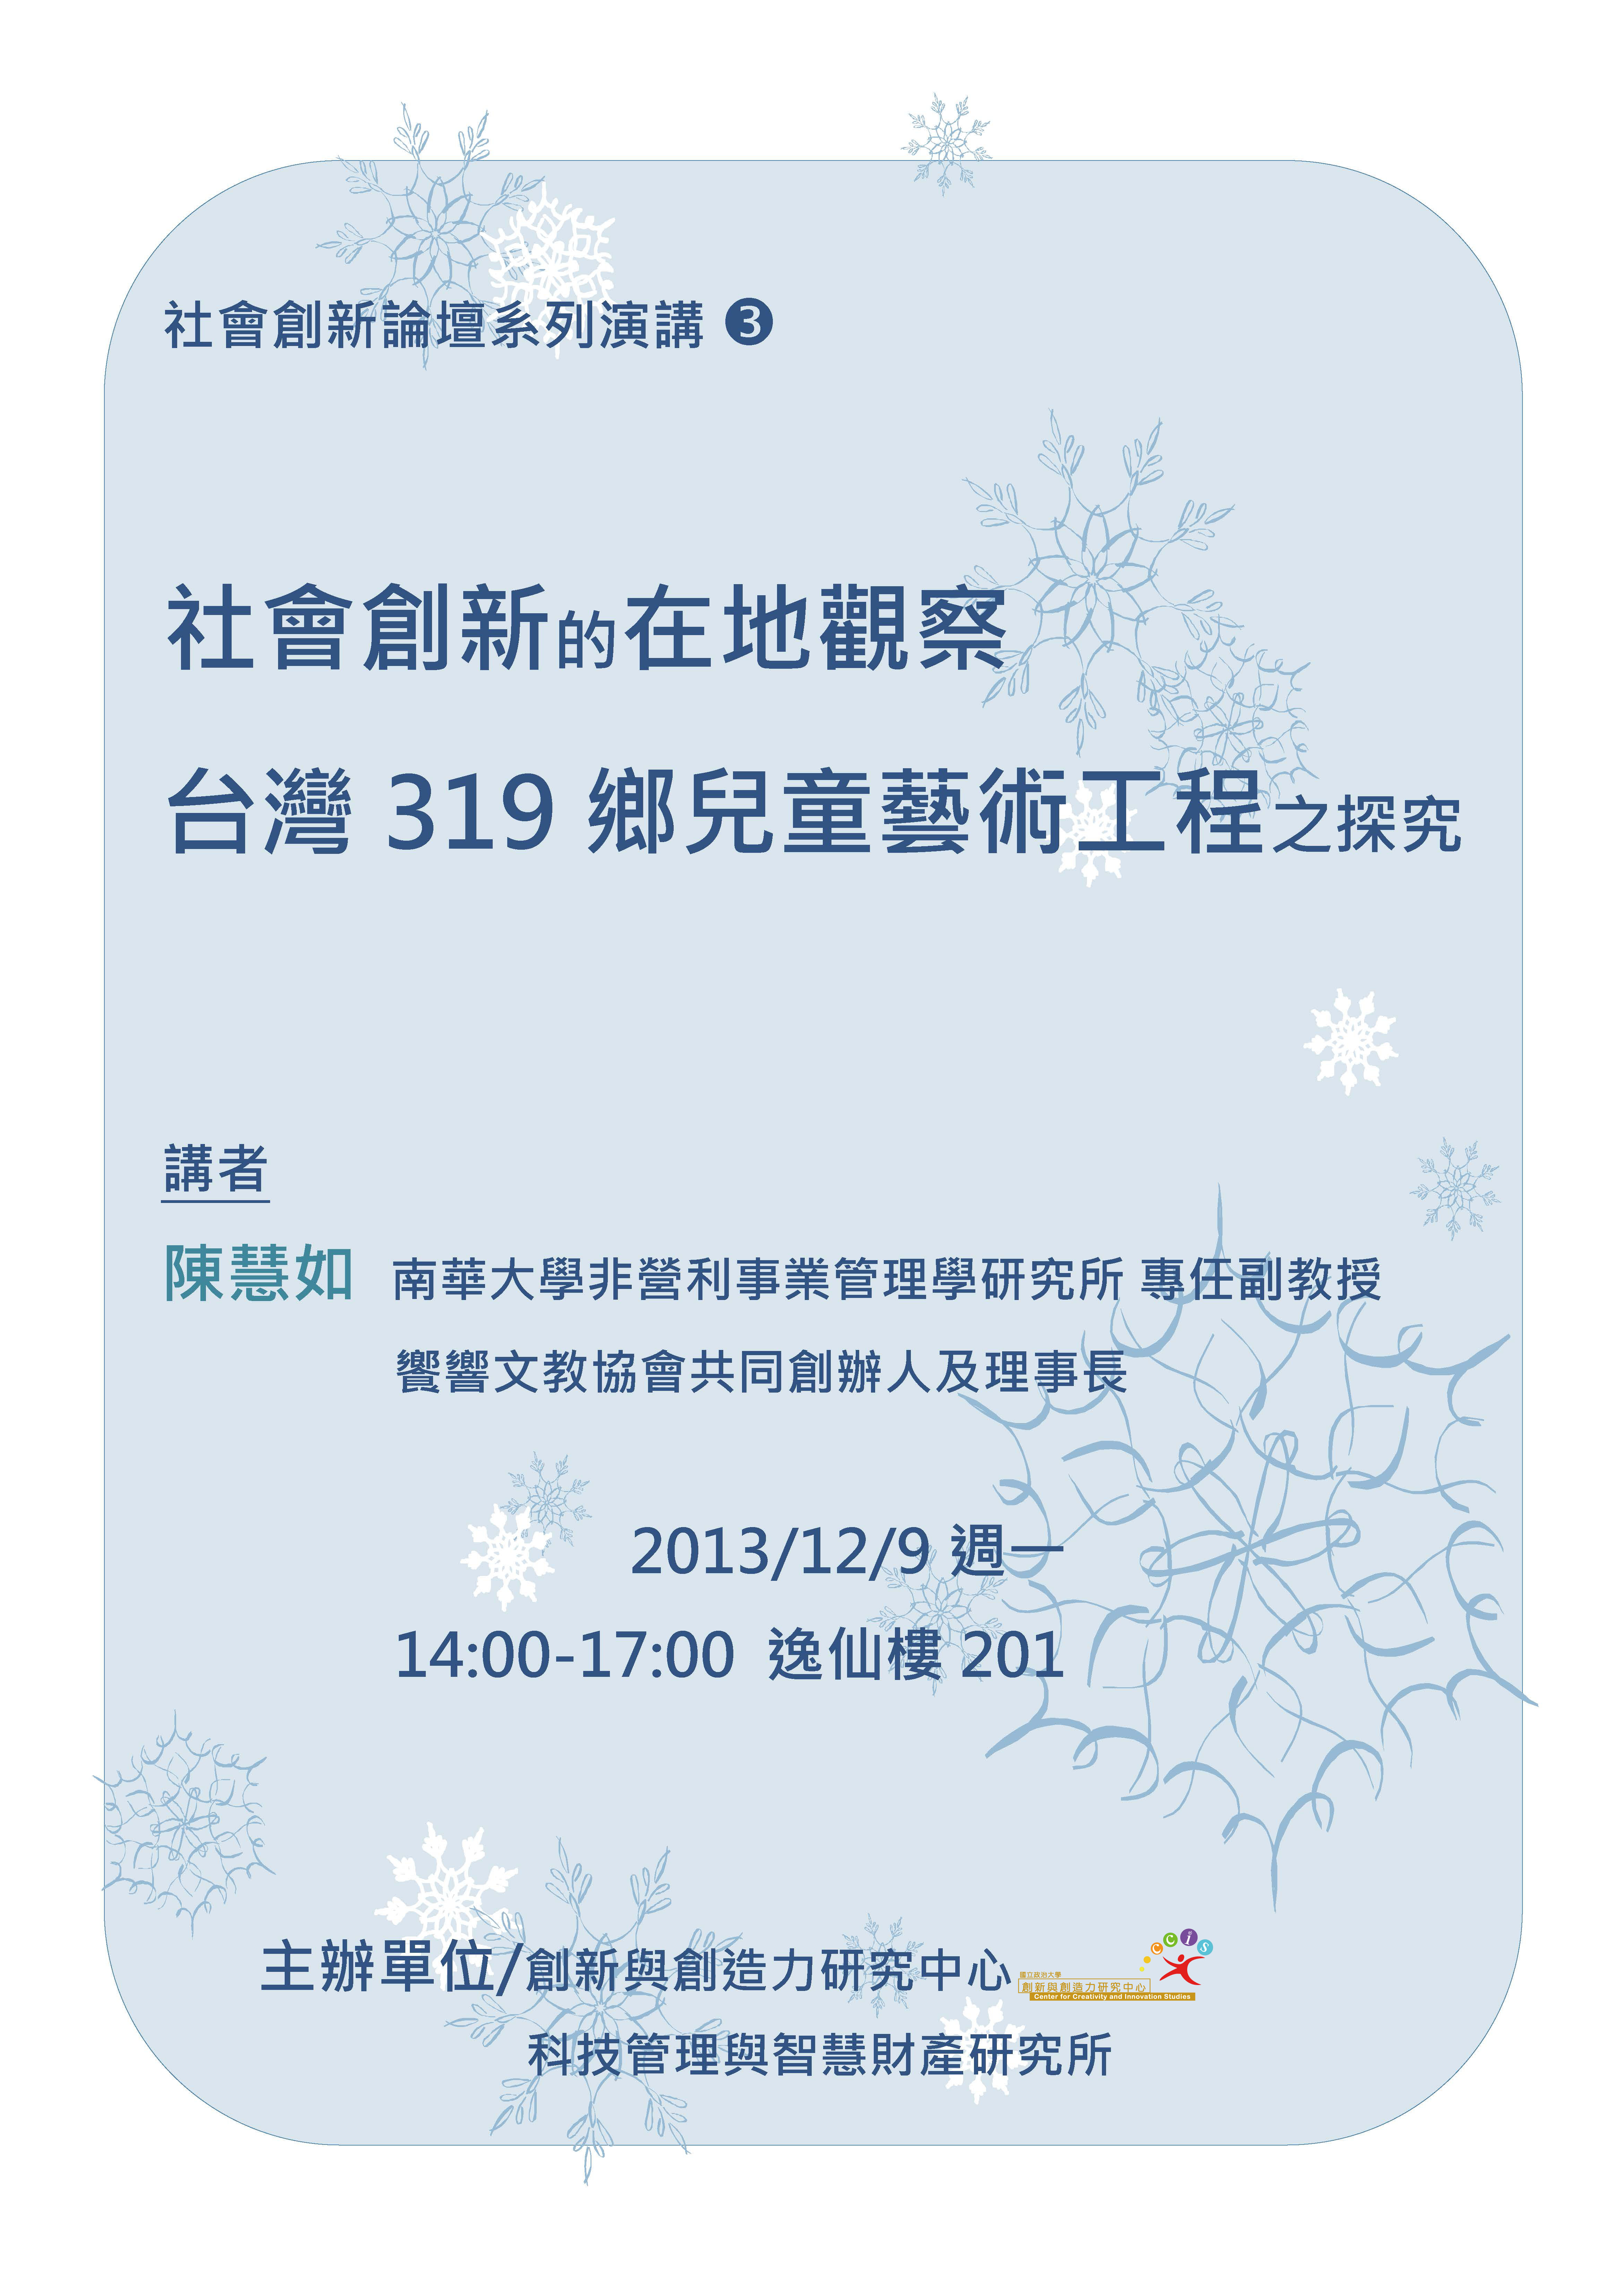 社會創新論壇系列演講 ❸
社會創新的在地觀察
台灣 319 鄉兒童藝術工程之探究
講者
陳慧如 南華大學非營利事業管理學研究所 專任副教授
饗響文教協會共同創辦人及理事長
2013/12/9 週一
14:00-17:00 逸仙樓 201
主辦單位/創新與創造力研究中心
ccis
國立政治大學
創新與創造力研究中心
Center for Creativity and Innovation Studies
科技管理與智慧財產研究所